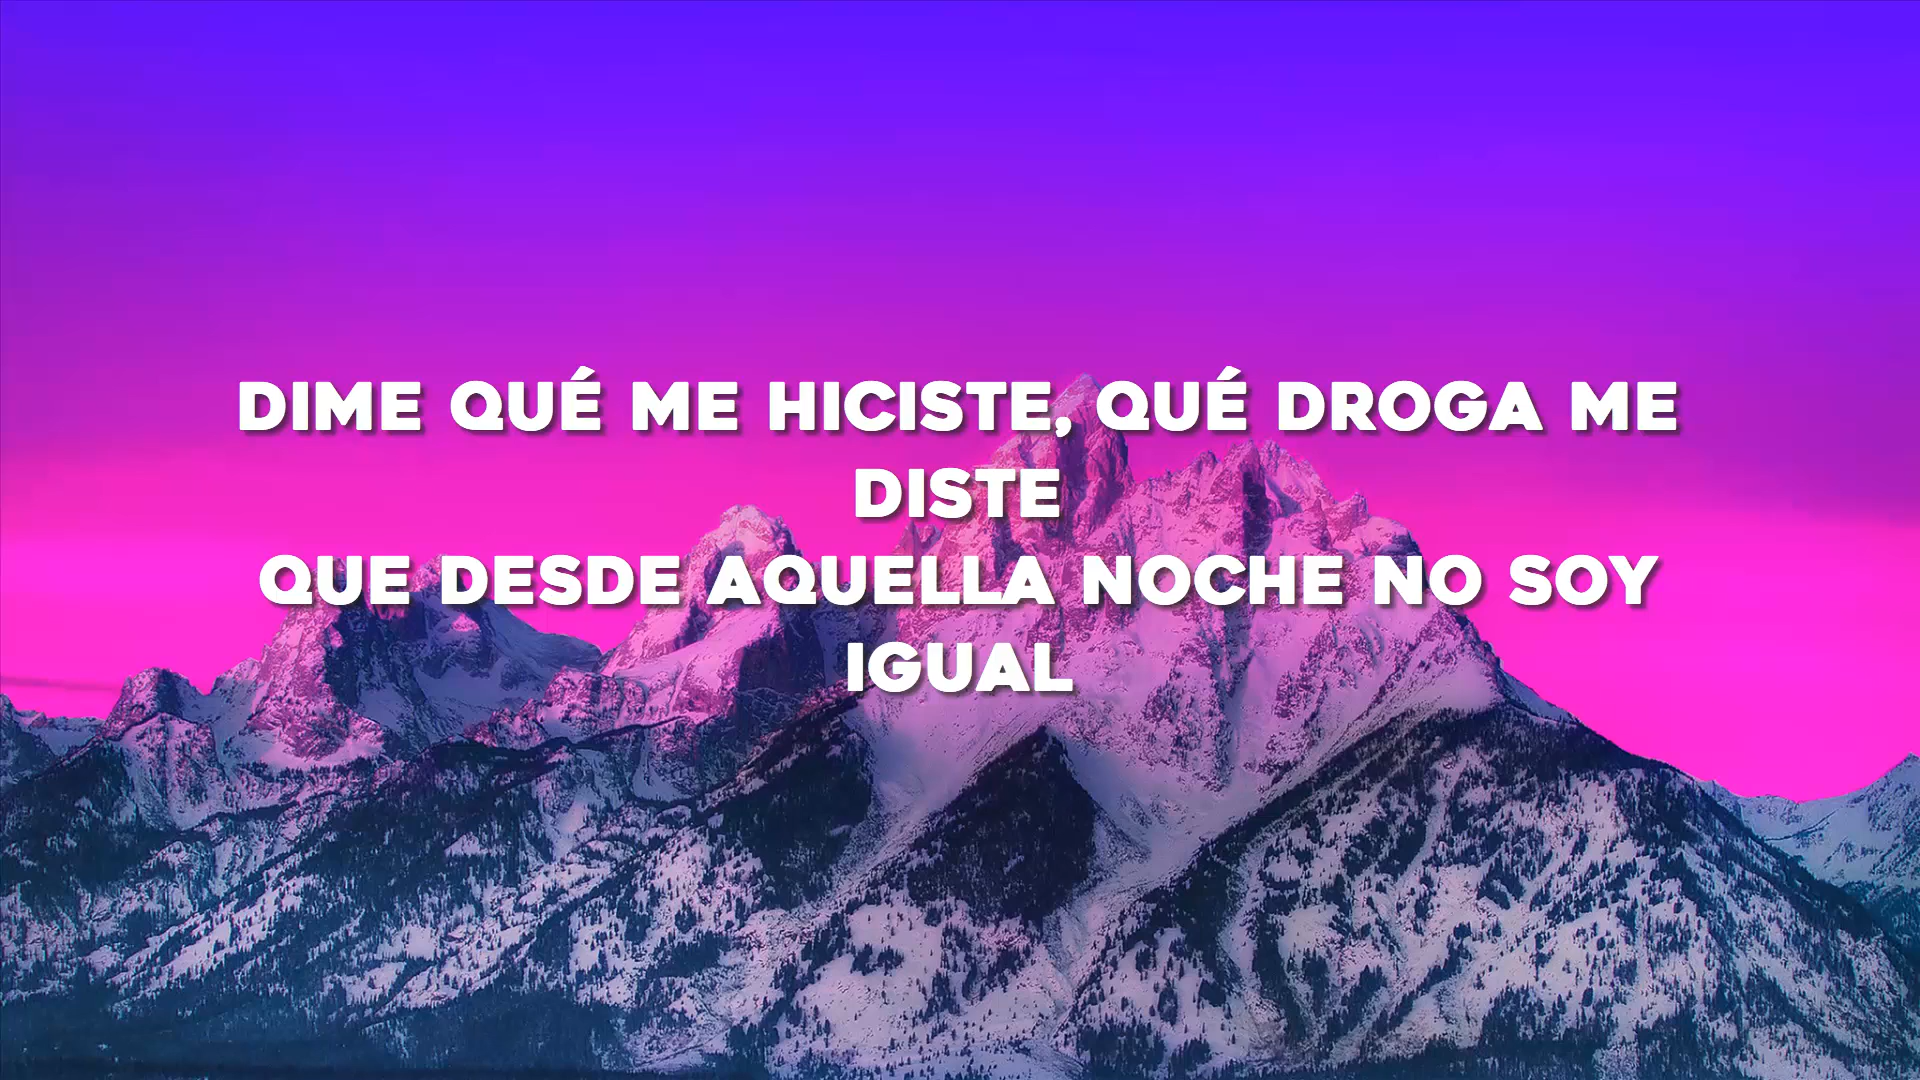 DIME QUÉ ME HICISTE, QUÉ DROGA ME
DISTE
QUE DESDE AQUELLA NOCHE NO SOY
IGUAL